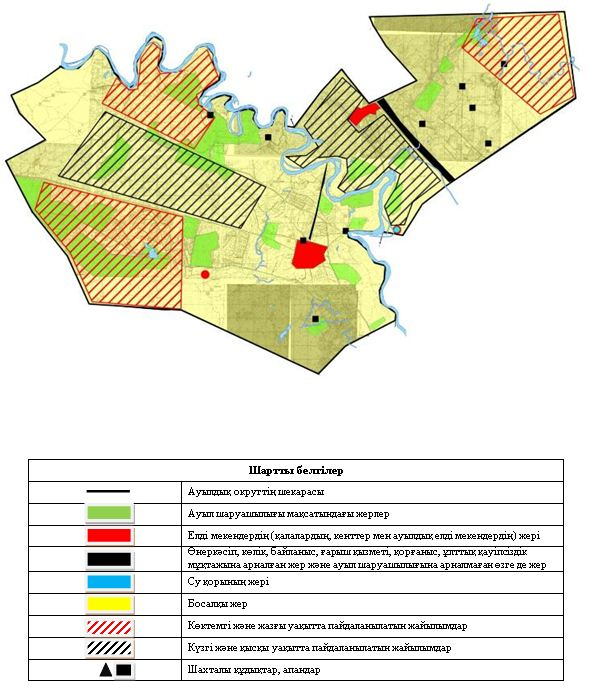 Шартты белгілер
Ауылдық округтің шекарасы
Ауыл шаруашылығы мақсатындағы жерлер
Елді мекендердің (қалалардың, кенттер мен ауылдық елді мекендердің) жері
Өнеркәсіп, көлік, байланыс, ғарыш қызметі, қорғаныс, ұлттық қауіпсіздік
мұқтажына арналған жер және ауыл шаруашылығына арналмаған өзге де жер
Су қорының жері
Босалқы жер
Көктемгі және жазғы уақытта пайдаланылатын жайылымдар
Күзгі және қысқы уақытта пайдаланылатын жайылымдар
Шахталы құдықтар, апандар